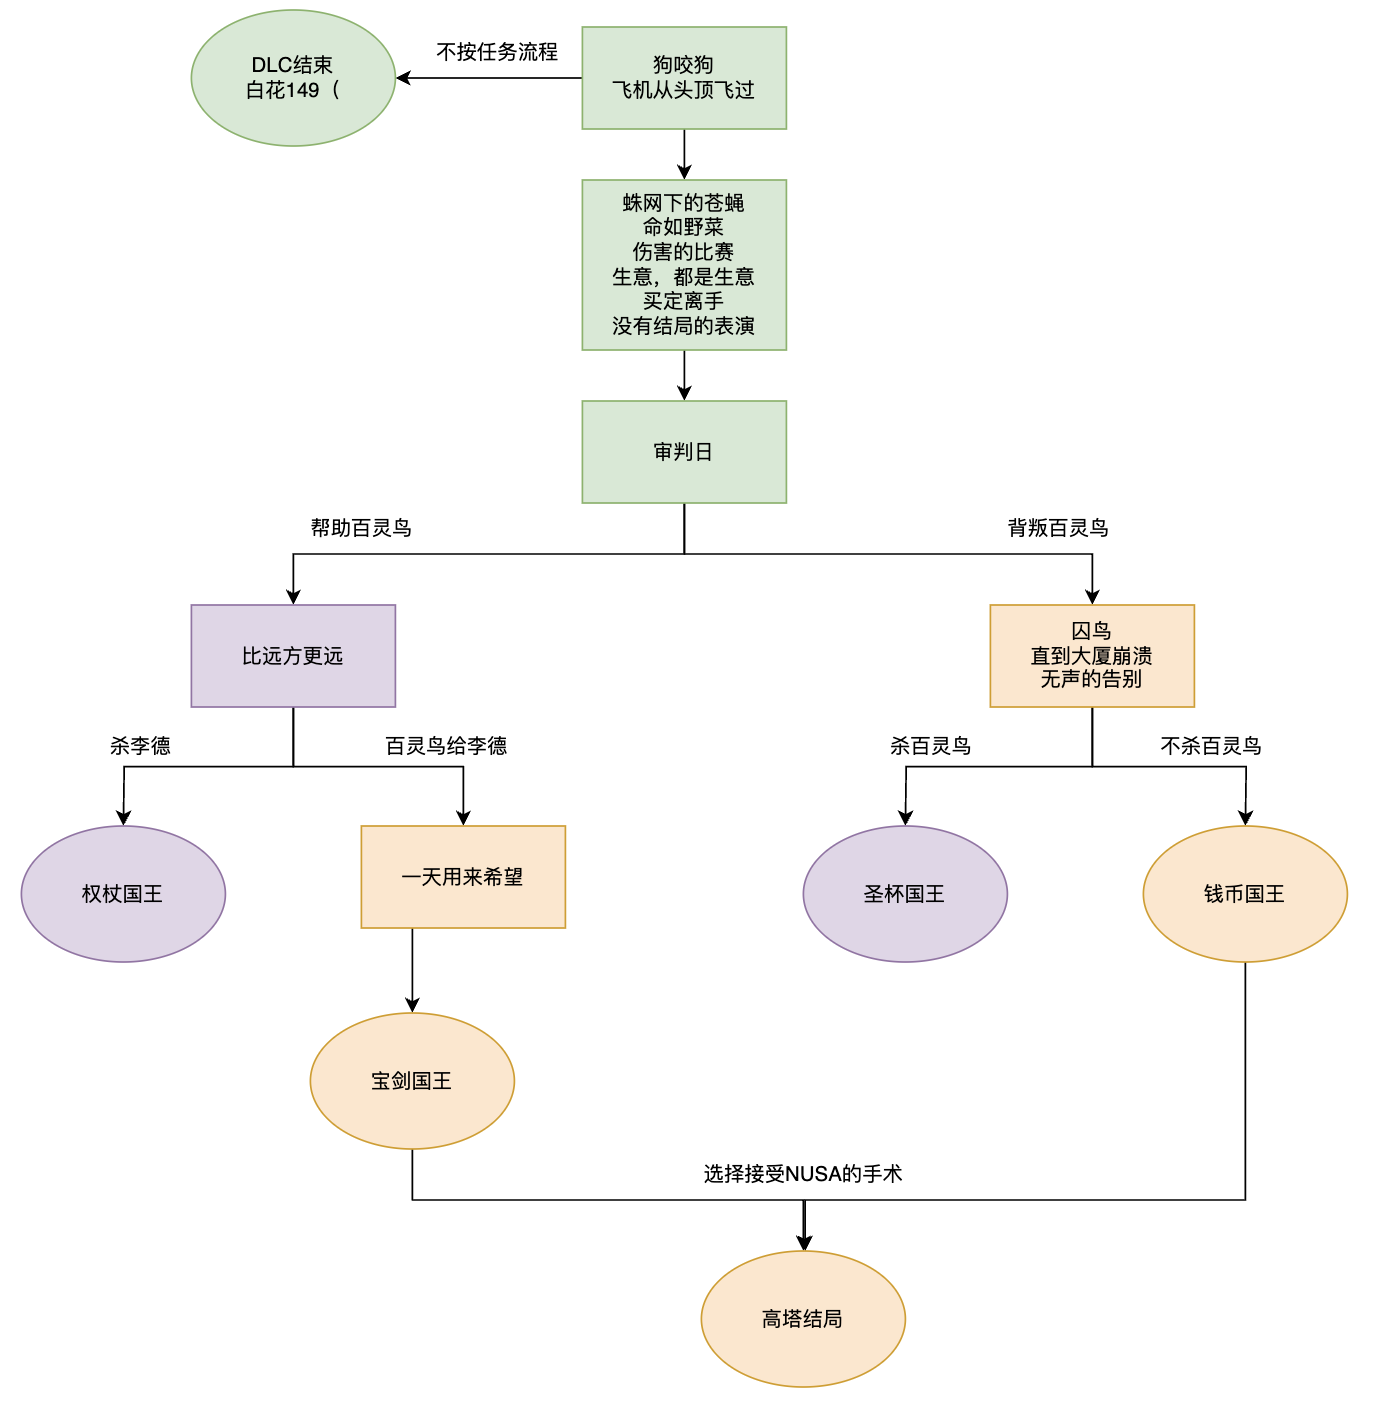 不按任务流程
DLC结束
白花149（
狗咬狗
飞机从头顶飞过
蛛网下的苍蝇
命如野菜
伤害的比赛
生意，都是生意
买定离手
没有结局的表演
审判日
帮助百灵鸟
背叛百灵鸟
比远方更远
囚鸟
直到大厦崩溃
无声的告别
杀李德
百灵鸟给李德
杀百灵鸟
不杀百灵鸟
权杖国王
一天用来希望
圣杯国王
钱币国王
宝剑国王
选择接受NUSA的手术
高塔结局